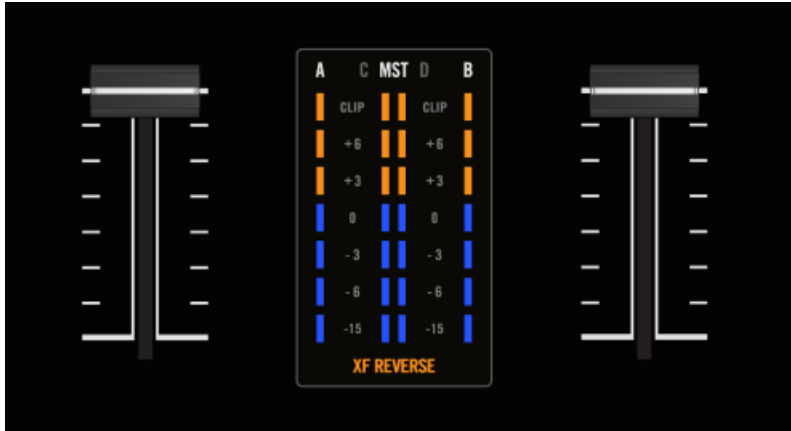 A C MST D B
CLIP CLIP
+6 +6
+3 +3
0 0
-3 -3
-6 -6
-15 -15
XF REVERSE